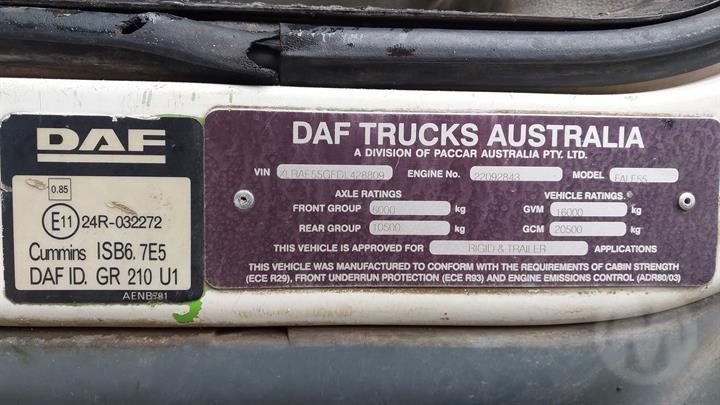 DAF
0.85
E11 24R-032272
Cummins ISB6.7E5
DAF ID. GR 210 U1
AENB781
DAF TRUCKS AUSTRALIA
A DIVISION OF PACCAR AUSTRALIA PTY. LTD.
VIN XLRAE55GFDL428809 ENGINE No. 22092843 MODEL FALF55
AXLE RATINGS VEHICLE RATINGS
FRONT GROUP 6000 kg GVM 16000 kg
REAR GROUP 10500 kg GCM 20500 kg
THIS VEHICLE IS APPROVED FOR RIGID & TRAILER APPLICATIONS
THIS VEHICLE WAS MANUFACTURED TO CONFORM WITH THE REQUIREMENTS OF CABIN STRENGTH
(ECE R29), FRONT UNDERRUN PROTECTION (ECE R93) AND ENGINE EMISSIONS CONTROL (ADR80/03)